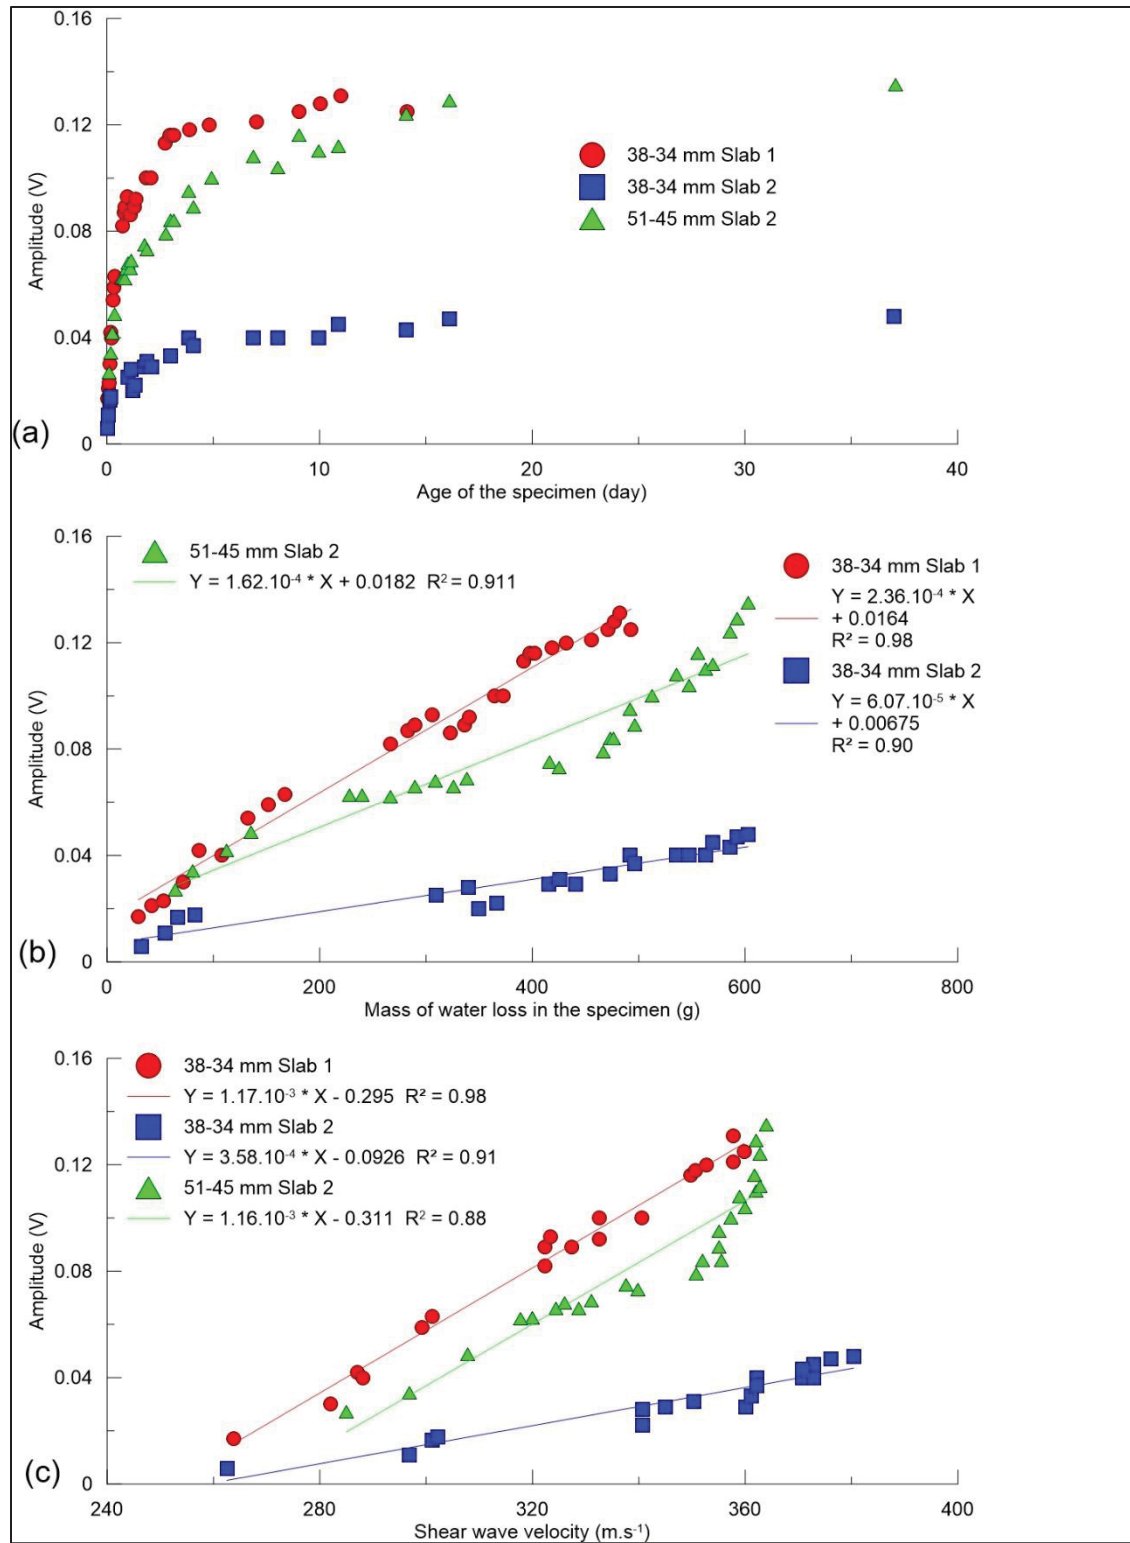 0.16
0.12
0.08
0.04
0
Amplitude (V)
38-34 mm Slab 1
38-34 mm Slab 2
51-45 mm Slab 2
(a)
0 10 20 30 40
Age of the specimen (day)
0.16
0.12
0.08
0.04
0
Amplitude (V)
51-45 mm Slab 2
Y = 1.62.10⁻⁴ * X + 0.0182 R² = 0.911
38-34 mm Slab 1
Y = 2.36.10⁻⁴ * X
+ 0.0164
R² = 0.98
38-34 mm Slab 2
Y = 6.07.10⁻⁵ * X
+ 0.00675
R² = 0.90
(b)
0 200 400 600 800
Mass of water loss in the specimen (g)
0.16
0.12
0.08
0.04
0
Amplitude (V)
38-34 mm Slab 1
Y = 1.17.10⁻³ * X - 0.295 R² = 0.98
38-34 mm Slab 2
Y = 3.58.10⁻⁴ * X - 0.0926 R² = 0.91
51-45 mm Slab 2
Y = 1.16.10⁻³ * X - 0.311 R² = 0.88
(c)
240 280 320 360 400
Shear wave velocity (m.s⁻¹)